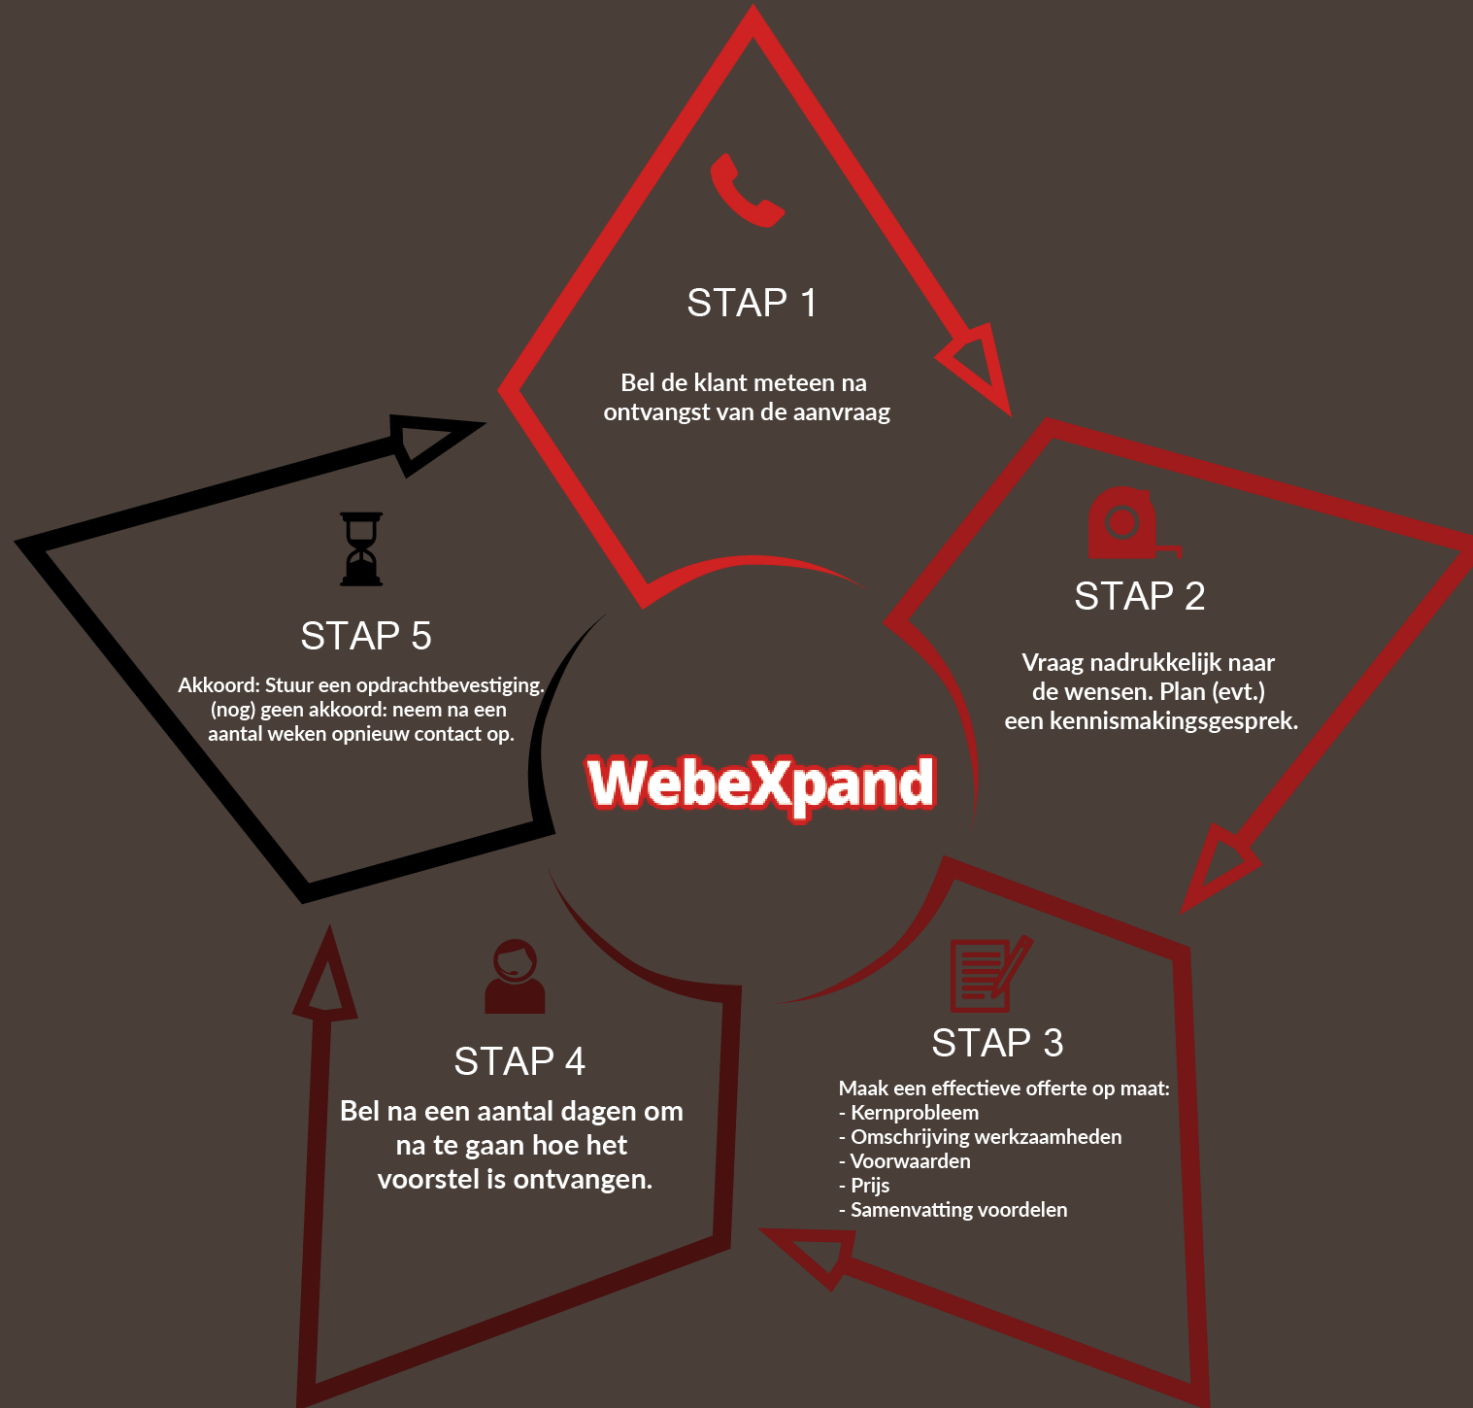 STAP 1
Bel de klant meteen na
ontvangst van de aanvraag
STAP 2
Vraag nadrukkelijk naar
de wensen. Plan (evt.)
een kennismakingsgesprek.
STAP 3
Maak een effectieve offerte op maat:
- Kernprobleem
- Omschrijving werkzaamheden
- Voorwaarden
- Prijs
- Samenvatting voordelen
STAP 4
Bel na een aantal dagen om
na te gaan hoe het
voorstel is ontvangen.
STAP 5
Akkoord: Stuur een opdrachtbevestiging.
(nog) geen akkoord: neem na een
aantal weken opnieuw contact op.
WebeXpand